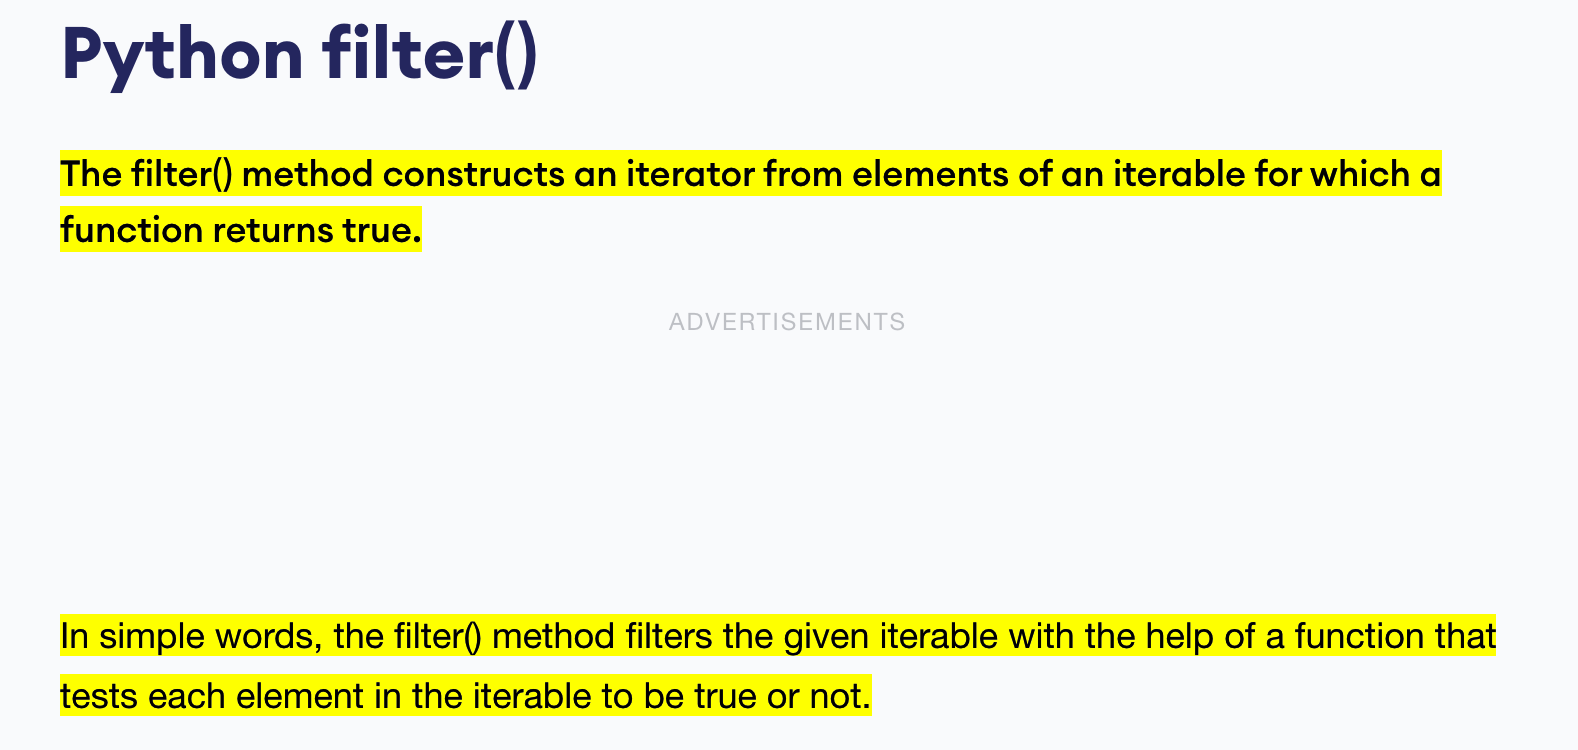 Python filter()
The filter() method constructs an iterator from elements of an iterable for which a
function returns true.
ADVERTISEMENTS
In simple words, the filter() method filters the given iterable with the help of a function that
tests each element in the iterable to be true or not.